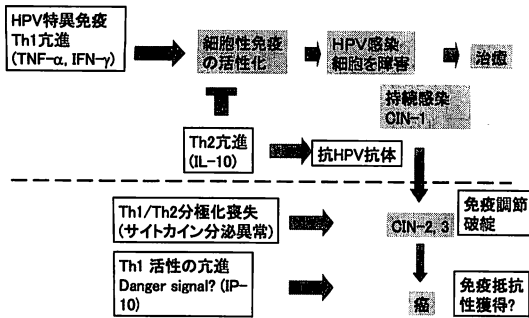 HPV特異免疫
Th1亢進
(TNF-α, IFN-γ)
細胞性免疫
の活性化
HPV感染
細胞を障害
治癒
持続感染
CIN-1
Th2亢進
(IL-10)
抗HPV抗体
Th1/Th2分極化喪失
(サイトカイン分泌異常)
CIN-2, 3
免疫調節
破綻
Th1 活性の亢進
Danger signal? (IP-
10)
癌
免疫抵抗
性獲得?